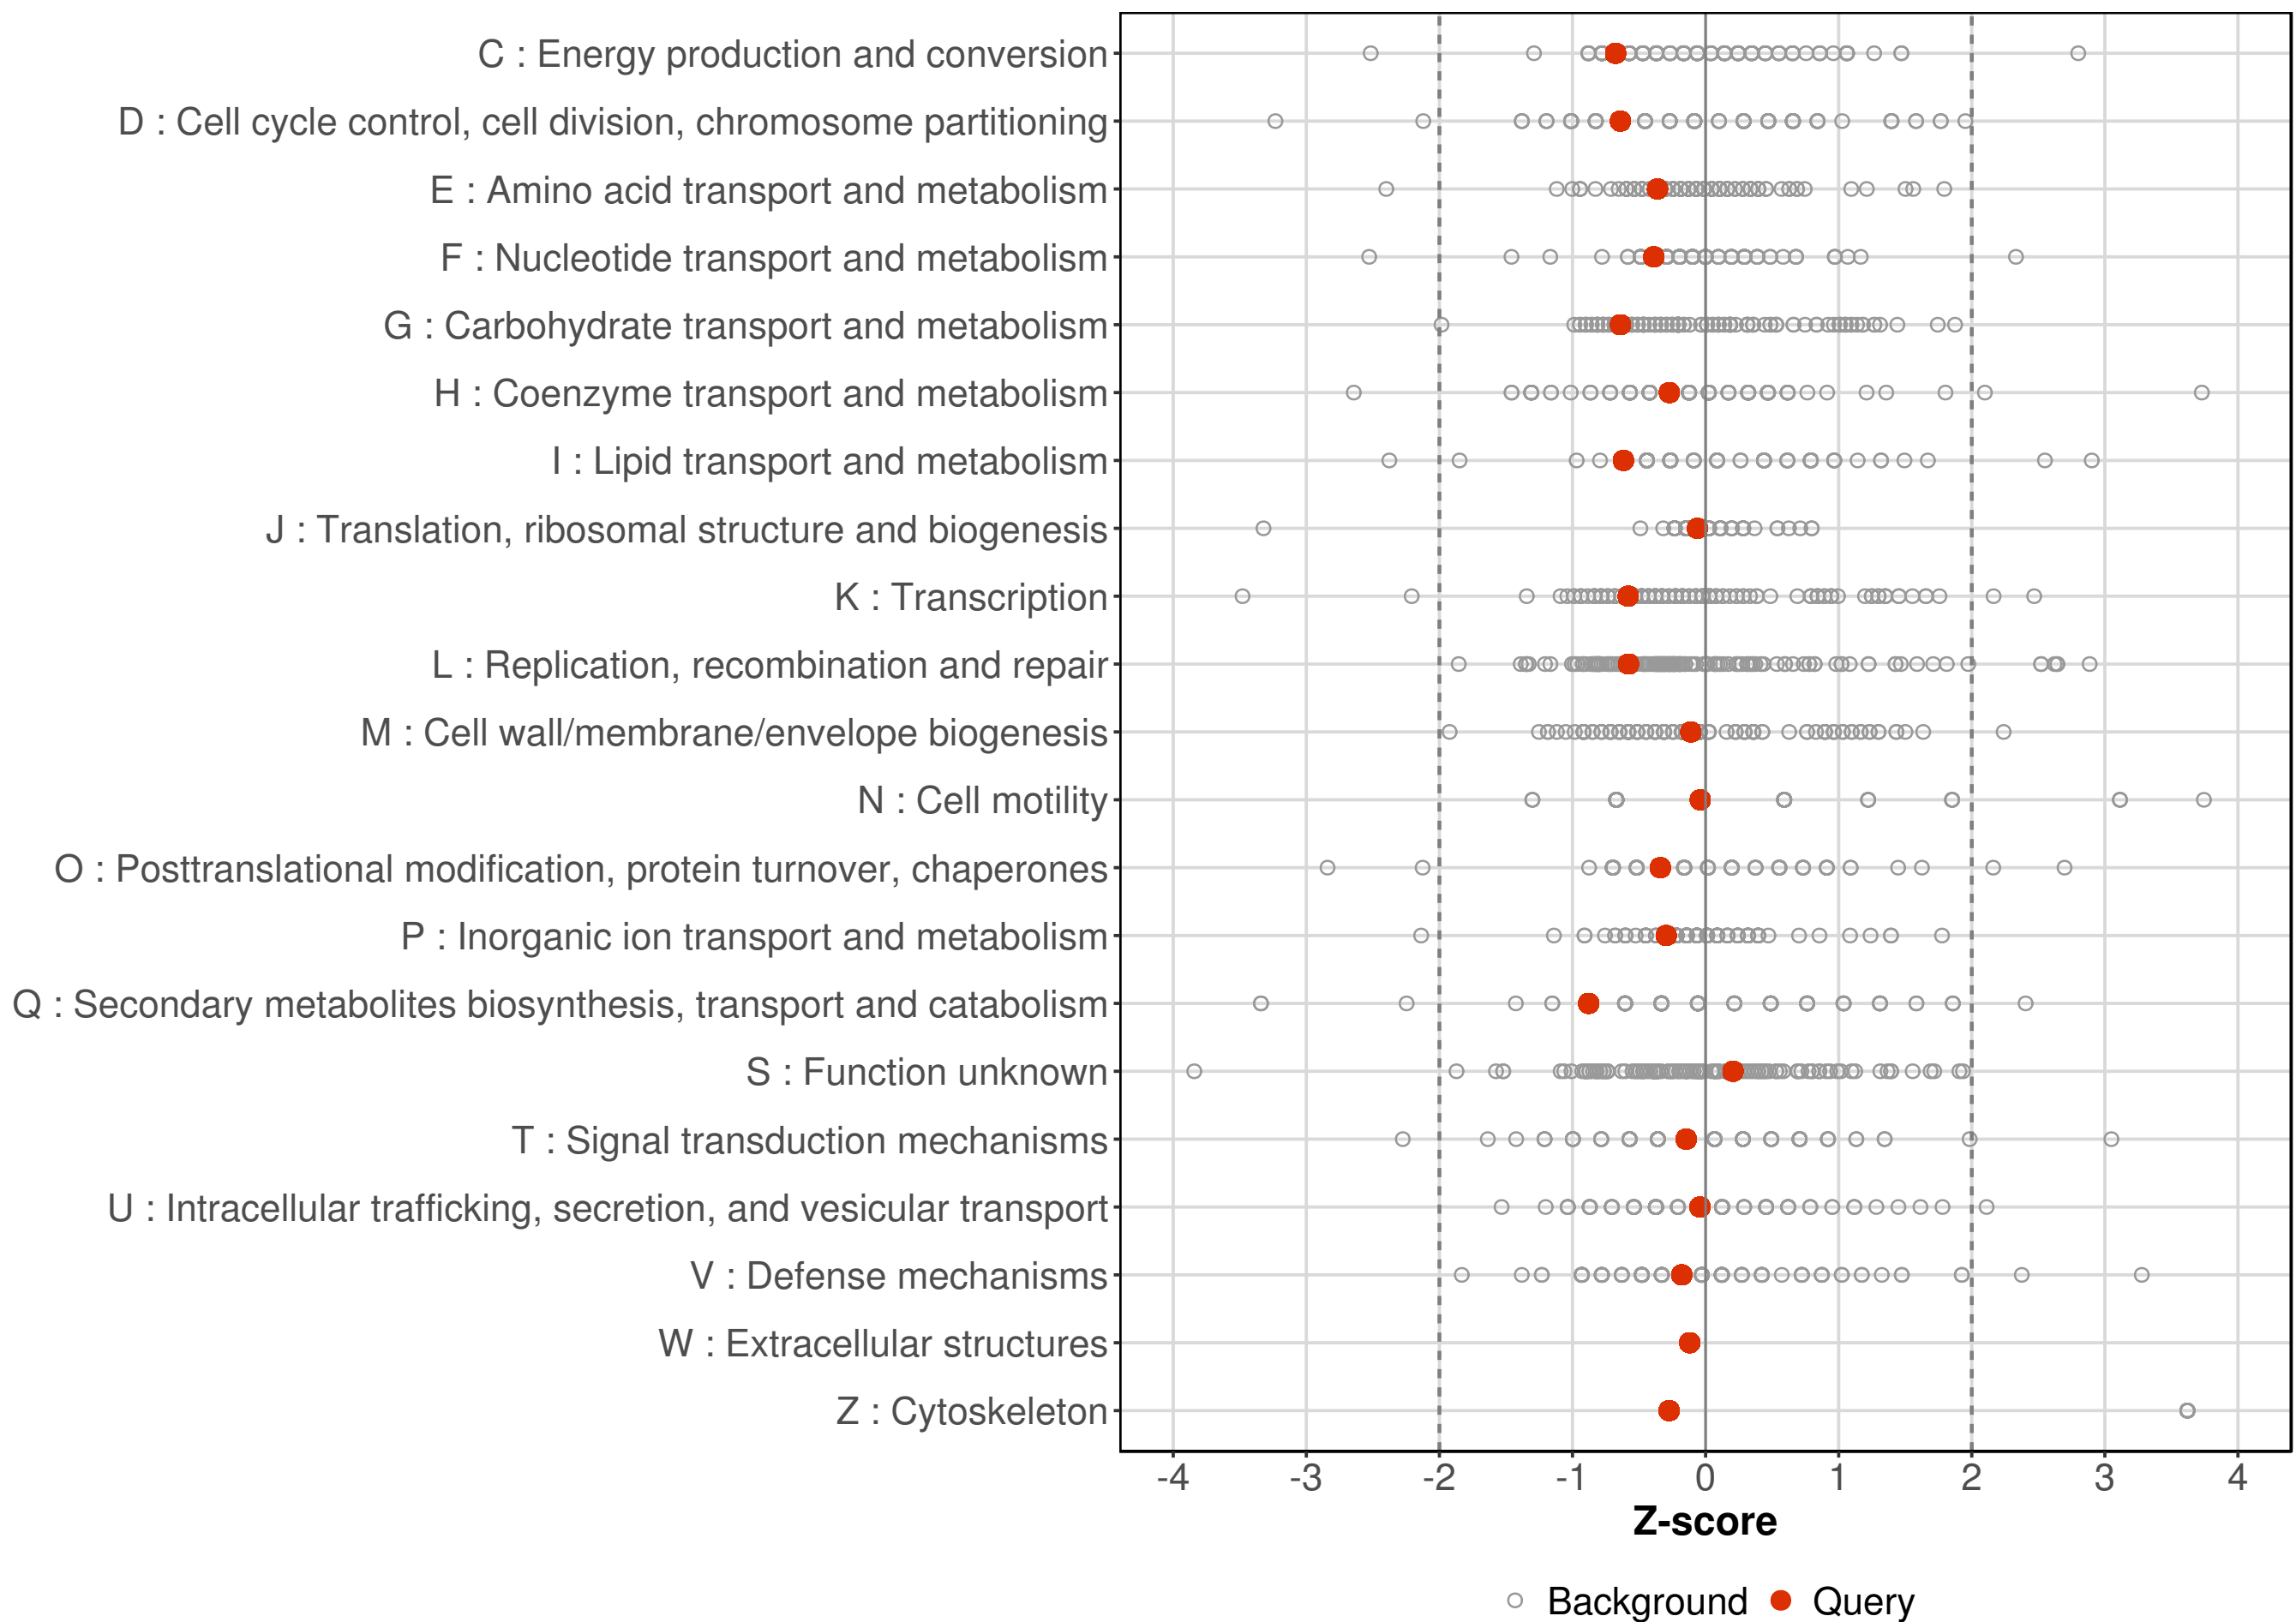 C : Energy production and conversion
D : Cell cycle control, cell division, chromosome partitioning
E : Amino acid transport and metabolism
F : Nucleotide transport and metabolism
G : Carbohydrate transport and metabolism
H : Coenzyme transport and metabolism
I : Lipid transport and metabolism
J : Translation, ribosomal structure and biogenesis
K : Transcription
L : Replication, recombination and repair
M : Cell wall/membrane/envelope biogenesis
N : Cell motility
O : Posttranslational modification, protein turnover, chaperones
P : Inorganic ion transport and metabolism
Q : Secondary metabolites biosynthesis, transport and catabolism
S : Function unknown
T : Signal transduction mechanisms
U : Intracellular trafficking, secretion, and vesicular transport
V : Defense mechanisms
W : Extracellular structures
Z : Cytoskeleton
-4 -3 -2 -1 0 1 2 3 4
Z-score
Background Query